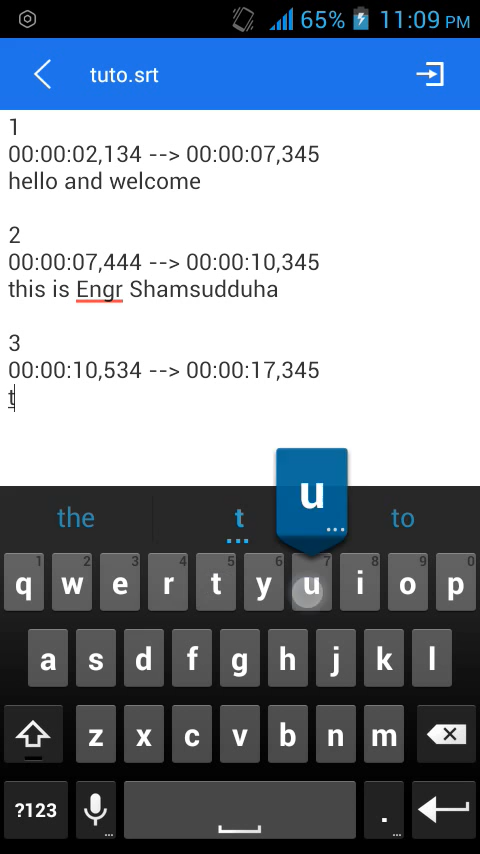 65% 11:09 PM
tuto.srt
1
00:00:02,134 --> 00:00:07,345
hello and welcome
2
00:00:07,444 --> 00:00:10,345
this is Engr Shamsudduha
3
00:00:10,534 --> 00:00:17,345
t
u
...
the t to
...
1 2 3 4 5 6 7 8 9 0
q w e r t y u i o p
a s d f g h j k l
z x c v b n m
?123 ... . ...